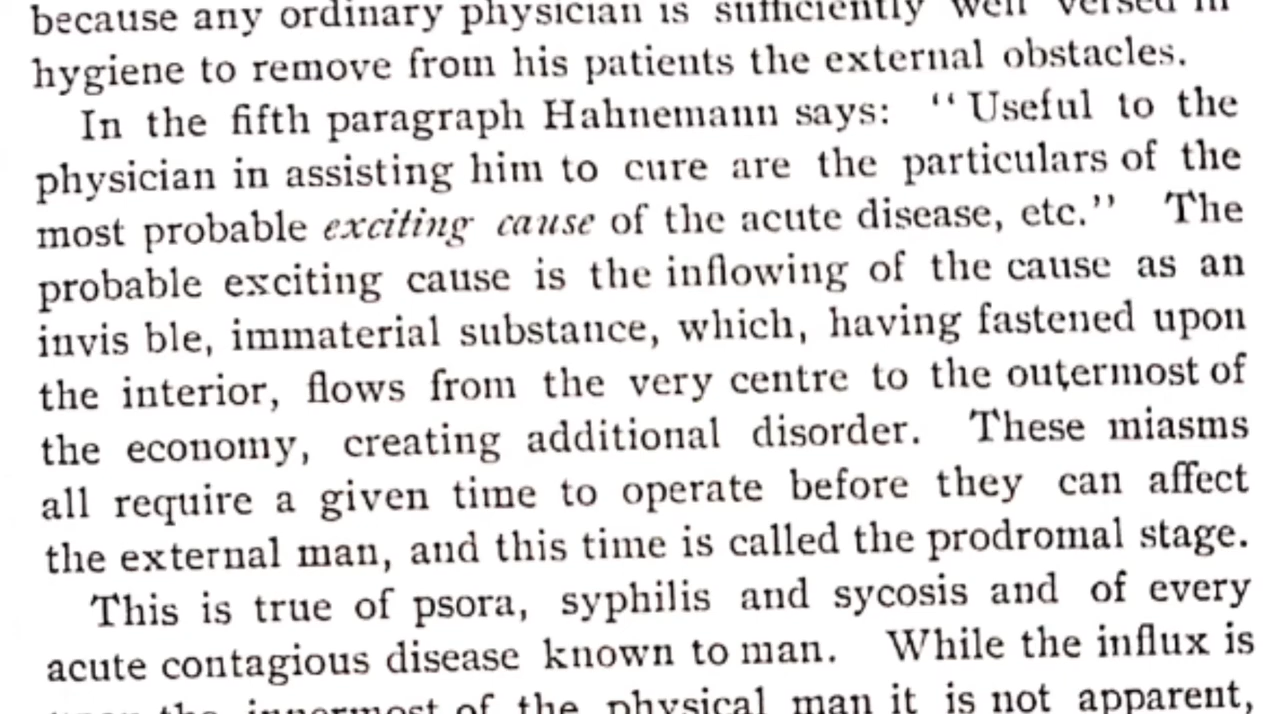 because any ordinary physician is sufficiently well versed in
hygiene to remove from his patients the external obstacles.
In the fifth paragraph Hahnemann says: “Useful to the
physician in assisting him to cure are the particulars of the
most probable exciting cause of the acute disease, etc.” The
probable exciting cause is the inflowing of the cause as an
invis ble, immaterial substance, which, having fastened upon
the interior, flows from the very centre to the outermost of
the economy, creating additional disorder. These miasms
all require a given time to operate before they can affect
the external man, and this time is called the prodromal stage.
This is true of psora, syphilis and sycosis and of every
acute contagious disease known to man. While the influx is
upon the innermost of the physical man it is not apparent,